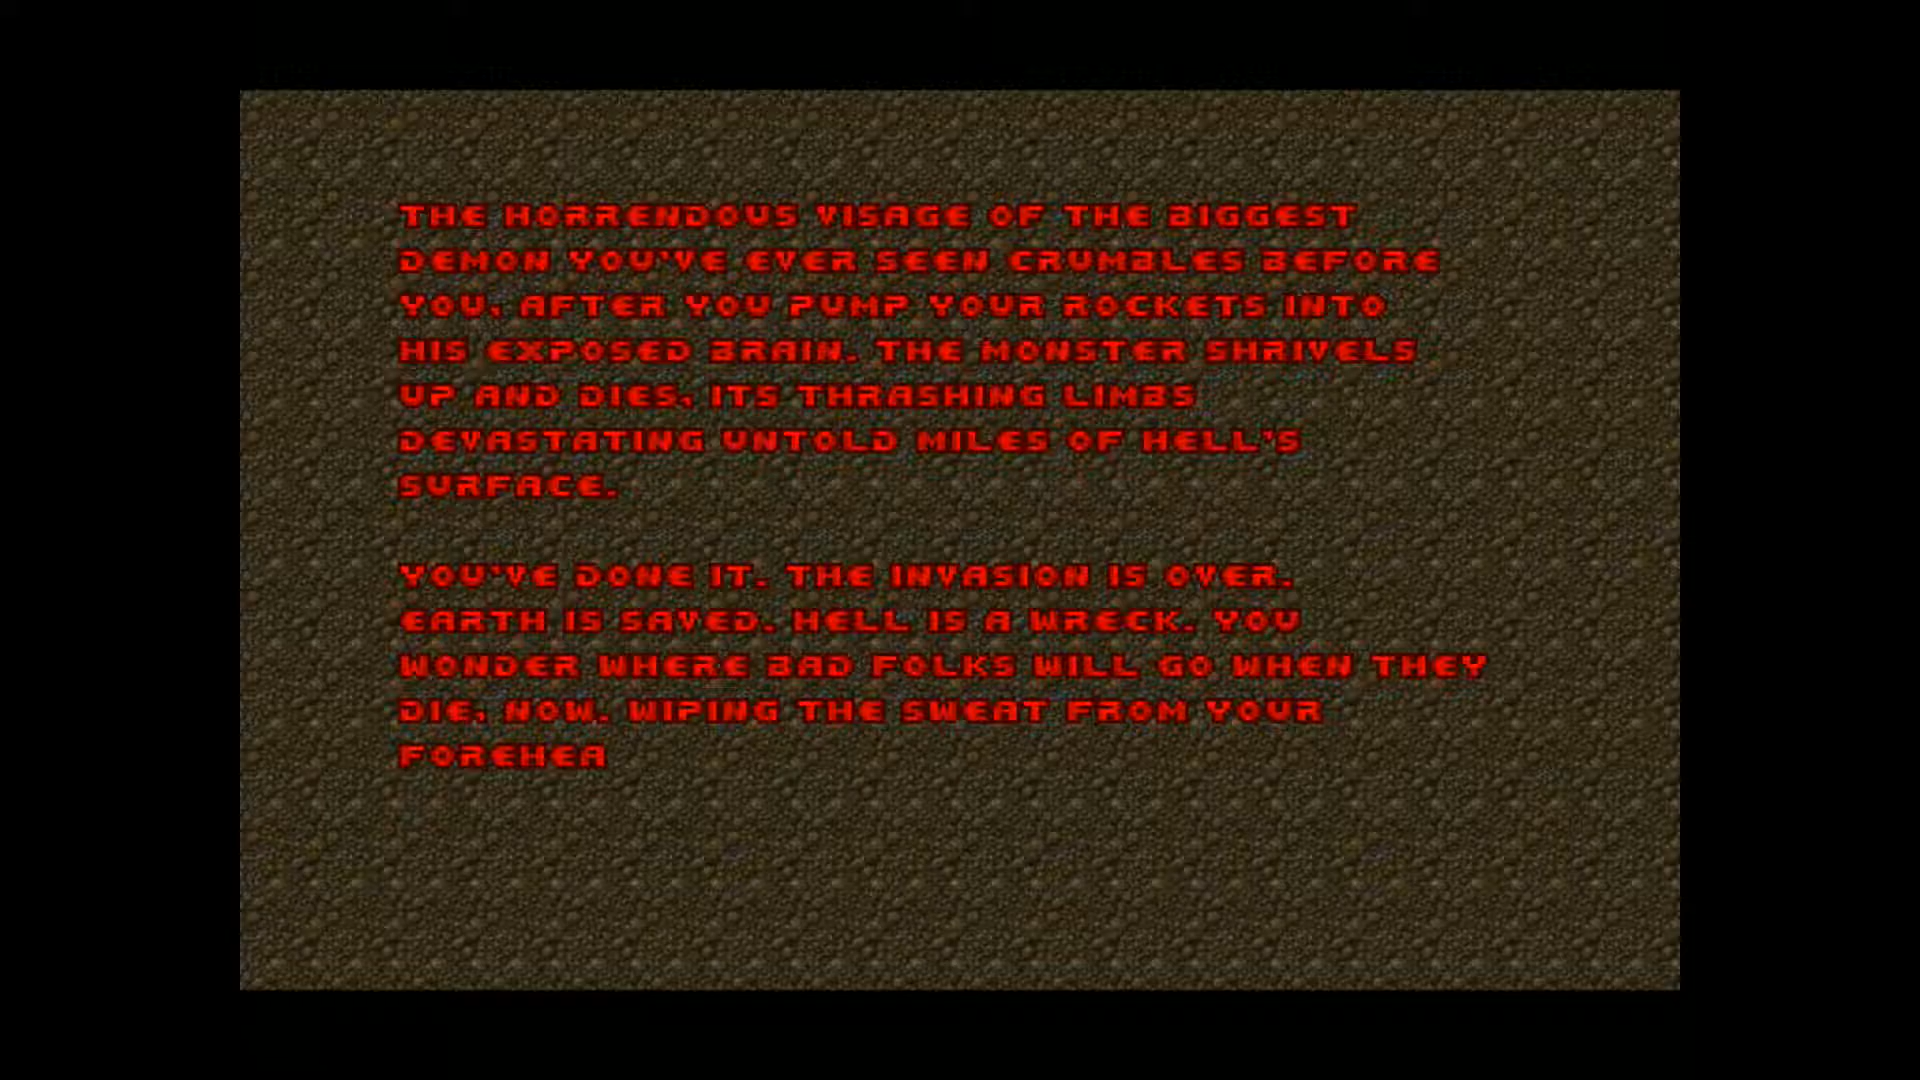 THE HORRENDOUS VISAGE OF THE BIGGEST
DEMON YOU'VE EVER SEEN CRUMBLES BEFORE
YOU, AFTER YOU PUMP YOUR ROCKETS INTO
HIS EXPOSED BRAIN. THE MONSTER SHRIVELS
UP AND DIES, ITS THRASHING LIMBS
DEVASTATING UNTOLD MILES OF HELL'S
SURFACE.
YOU'VE DONE IT. THE INVASION IS OVER.
EARTH IS SAVED. HELL IS A WRECK. YOU
WONDER WHERE BAD FOLKS WILL GO WHEN THEY
DIE, NOW. WIPING THE SWEAT FROM YOUR
FOREHEA